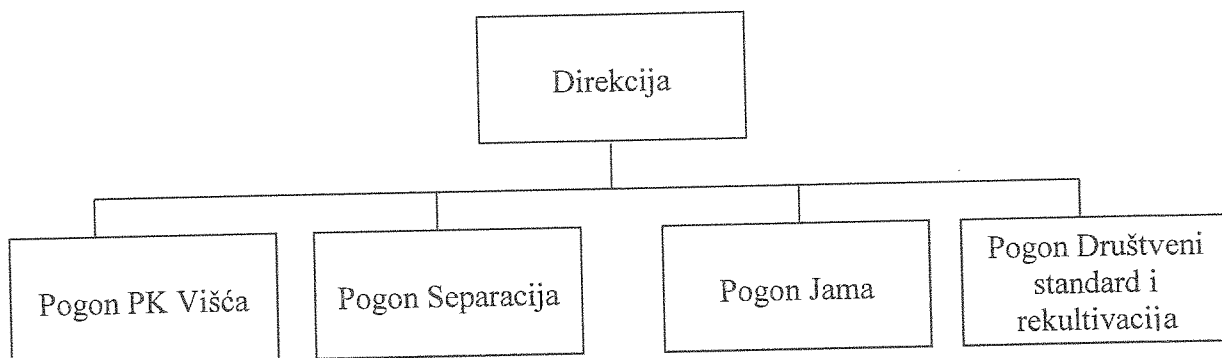 Direkcija
Pogon PK Višća
Pogon Separacija
Pogon Jama
Pogon Društveni
standard i
rekultivacija